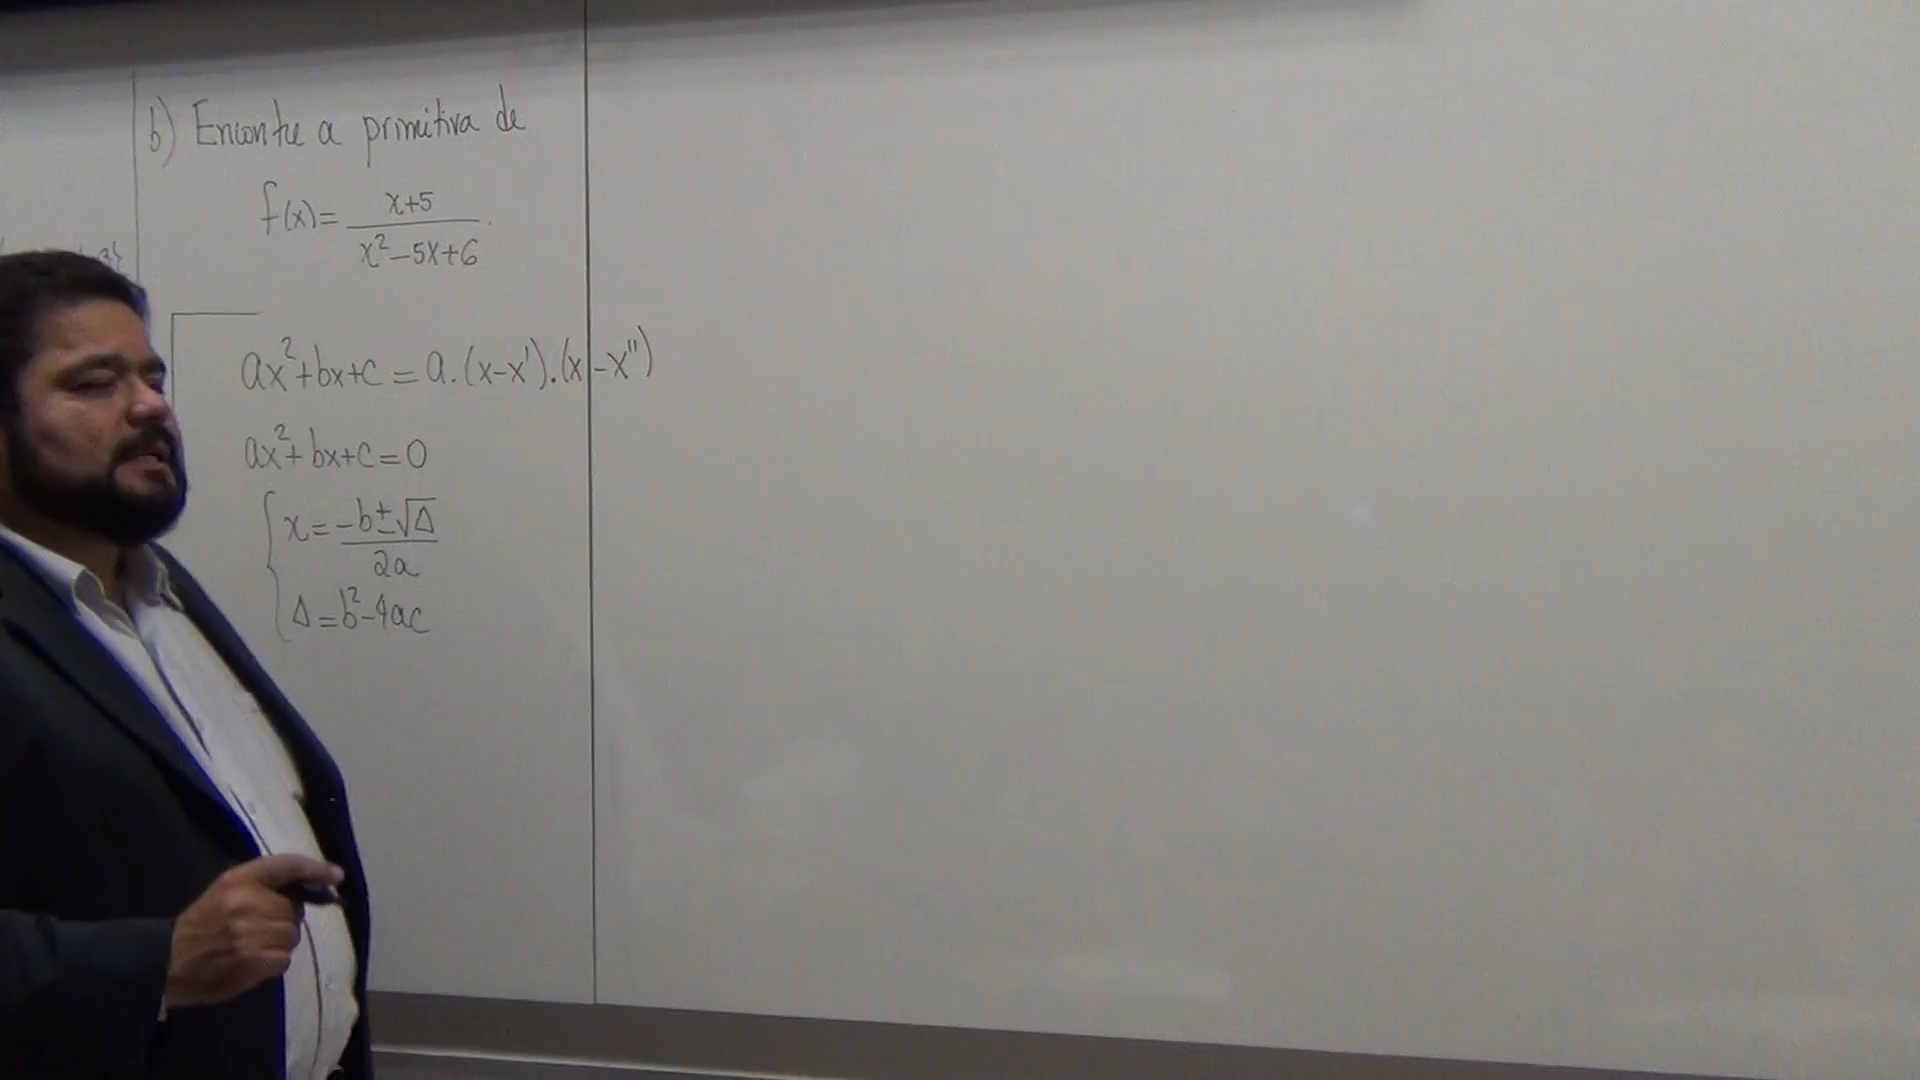 b) Encontre a primitiva de
f(x)= x+5 / x²-5x+6.
ax²+bx+c = a.(x-x').(x-x'')
ax²+bx+c=0
x = -b±√Δ / 2a
Δ=b²-4ac